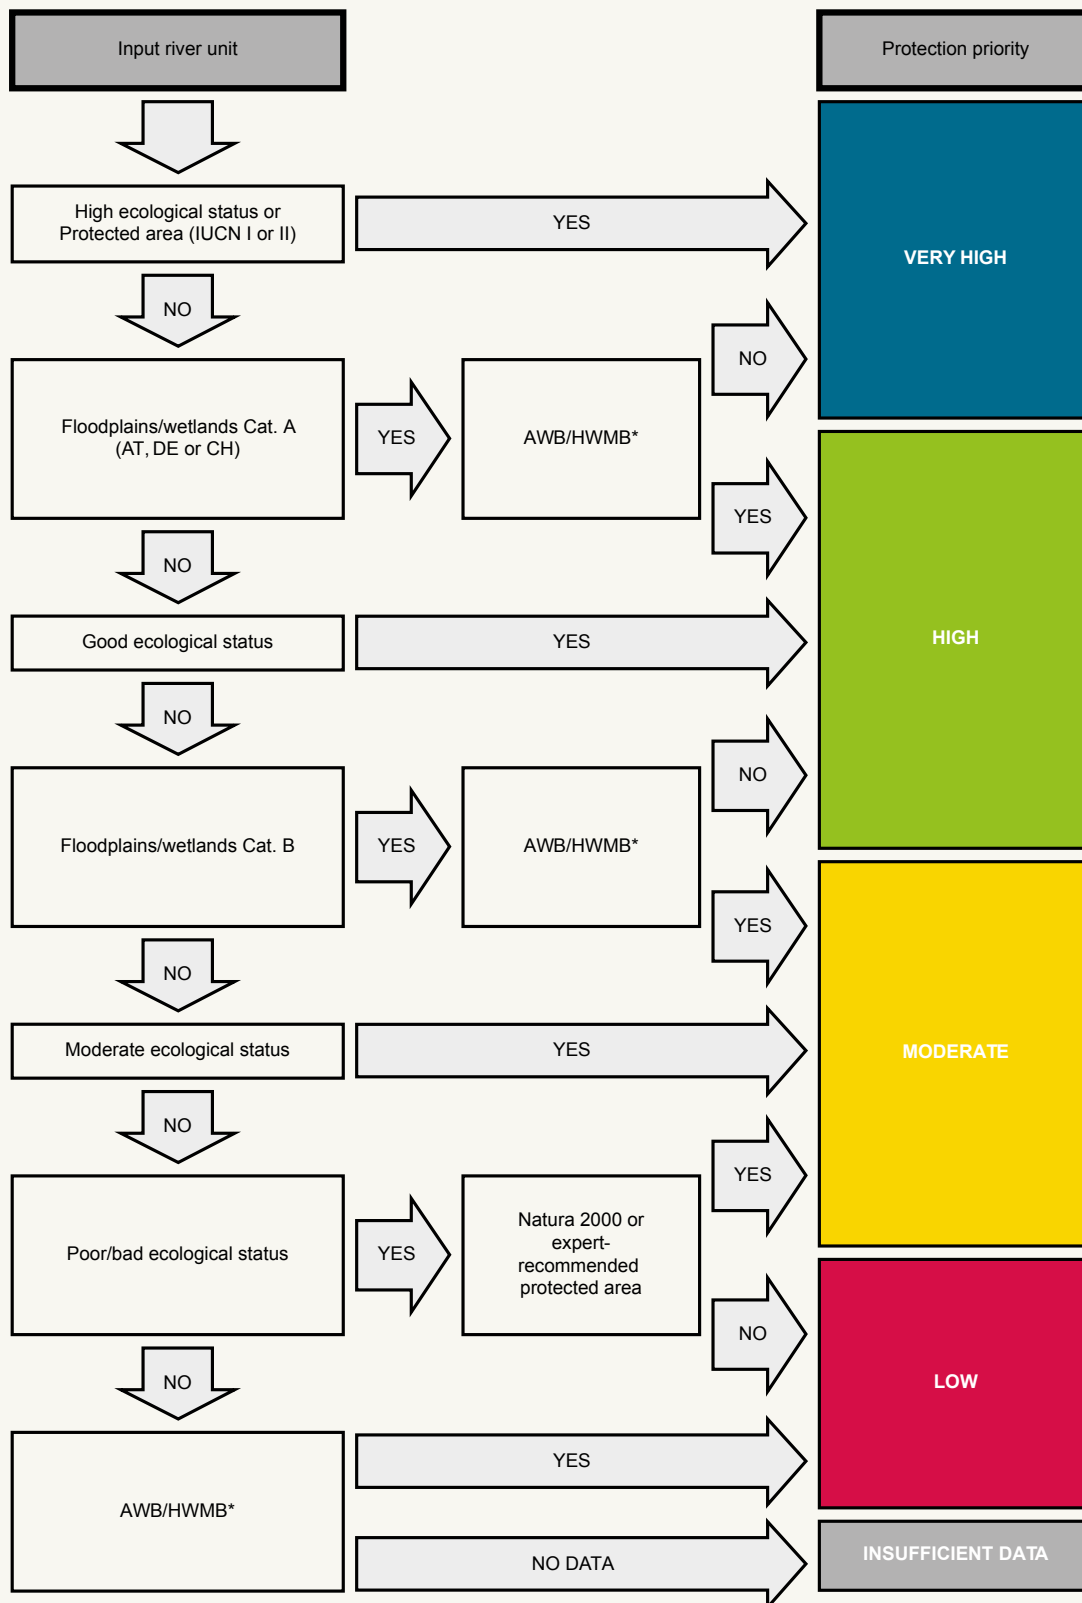 Input river unit
Protection priority
High ecological status or
Protected area (IUCN I or II)
YES
VERY HIGH
NO
NO
Floodplains/wetlands Cat. A
(AT, DE or CH)
YES
AWB/HWMB*
YES
NO
Good ecological status
YES
HIGH
NO
NO
Floodplains/wetlands Cat. B
YES
AWB/HWMB*
YES
NO
Moderate ecological status
YES
MODERATE
NO
YES
Poor/bad ecological status
YES
Natura 2000 or
expert-
recommended
protected area
NO
NO
LOW
AWB/HWMB*
YES
NO DATA
INSUFFICIENT DATA